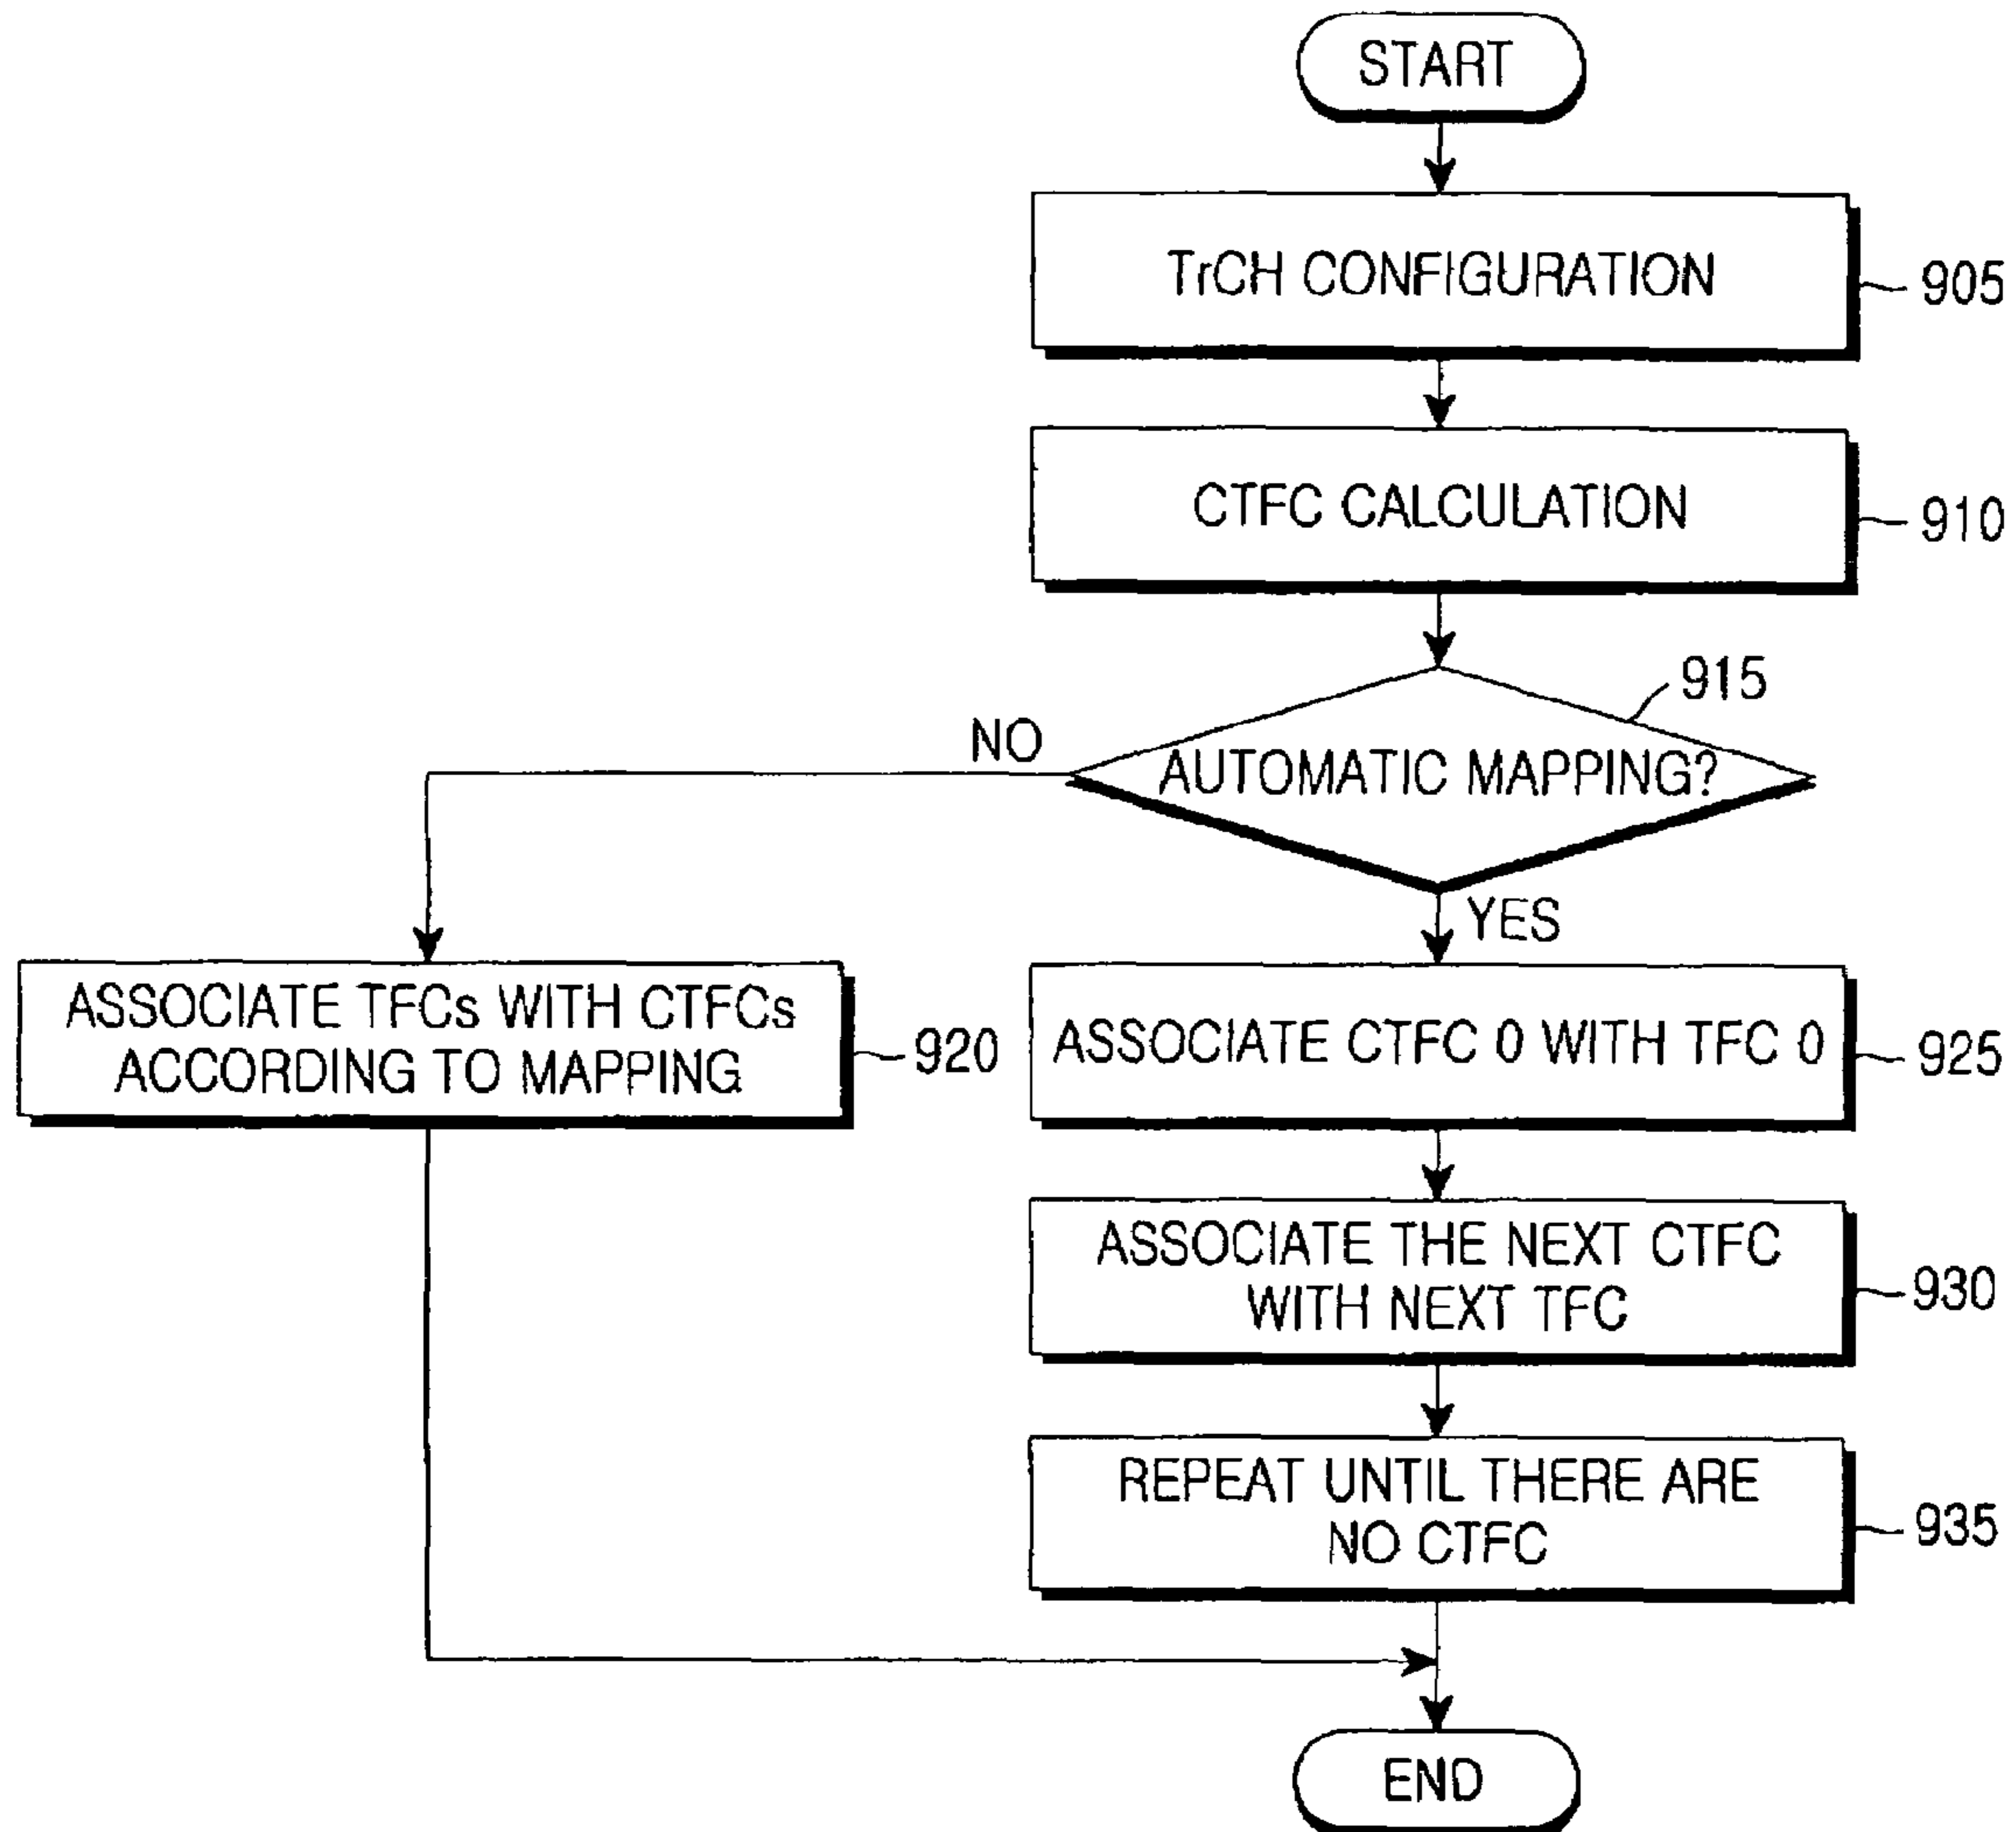 START
TrCH CONFIGURATION
905
CTFC CALCULATION
910
915
AUTOMATIC MAPPING?
NO
YES
ASSOCIATE TFCs WITH CTFCs
ACCORDING TO MAPPING
920
ASSOCIATE CTFC 0 WITH TFC 0
925
ASSOCIATE THE NEXT CTFC
WITH NEXT TFC
930
REPEAT UNTIL THERE ARE
NO CTFC
935
END